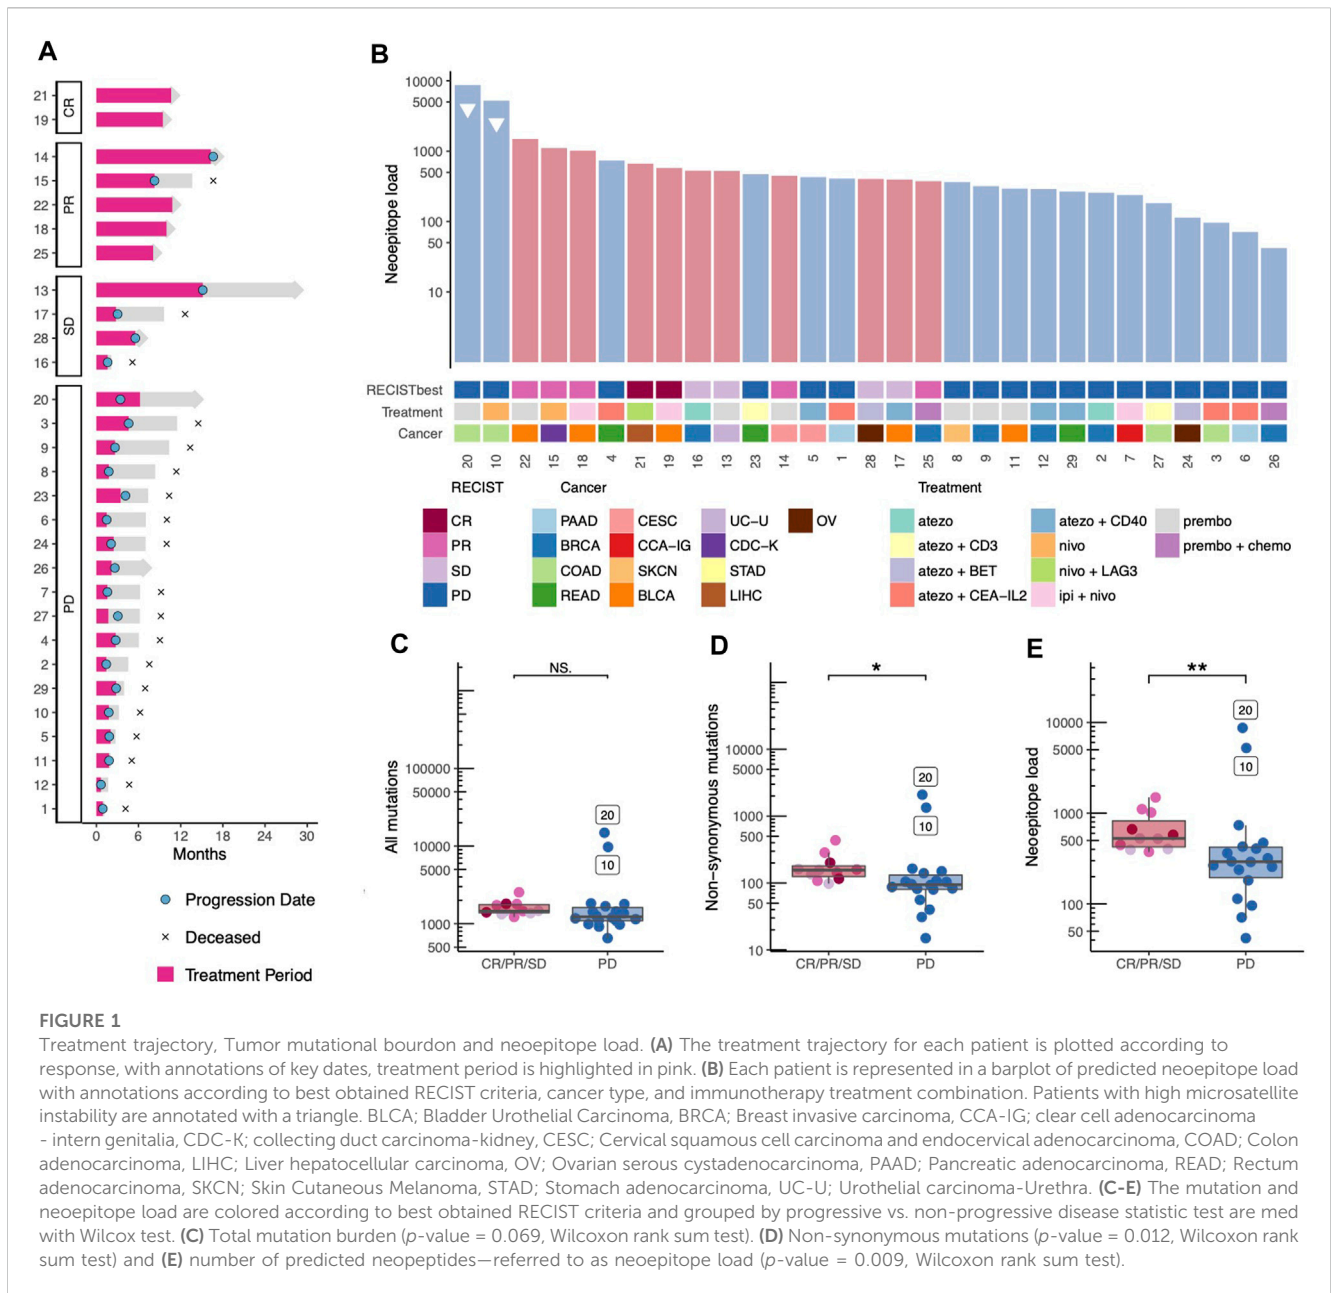 A
21
19
CR
14
15
22
18
25
PR
13
17
28
16
SD
20
3
9
8
23
6
24
26
7
27
4
2
29
10
5
11
12
1
PD
0 6 12 18 24 30
Months
Progression Date
Deceased
Treatment Period
B
Neoepitope load
10000
5000
1000
500
100
50
10
RECISTbest
Treatment
Cancer
20 10 22 15 18 4 21 19 16 13 23 14 5 1 28 17 25 8 9 11 12 29 2 7 27 24 3 6 26
RECIST
CR
PR
SD
PD
Cancer
PAAD CESC UC-U OV
BRCA CCA-IG CDC-K
COAD SKCN STAD
READ BLCA LIHC
Treatment
atezo atezo + CD40 prembo
atezo + CD3 nivo prembo + chemo
atezo + BET nivo + LAG3
atezo + CEA-IL2 ipi + nivo
C
All mutations
100000
50000
10000
5000
1000
500
NS.
20
10
CR/PR/SD PD
D
Non-synonymous mutations
10000
5000
1000
500
100
50
10
*
20
10
CR/PR/SD PD
E
Neoepitope load
10000
5000
1000
500
100
50
**
20
10
CR/PR/SD PD
FIGURE 1
Treatment trajectory, Tumor mutational bourdon and neoepitope load. (A) The treatment trajectory for each patient is plotted according to
response, with annotations of key dates, treatment period is highlighted in pink. (B) Each patient is represented in a barplot of predicted neoepitope load
with annotations according to best obtained RECIST criteria, cancer type, and immunotherapy treatment combination. Patients with high microsatellite
instability are annotated with a triangle. BLCA; Bladder Urothelial Carcinoma, BRCA; Breast invasive carcinoma, CCA-IG; clear cell adenocarcinoma
- intern genitalia, CDC-K; collecting duct carcinoma-kidney, CESC; Cervical squamous cell carcinoma and endocervical adenocarcinoma, COAD; Colon
adenocarcinoma, LIHC; Liver hepatocellular carcinoma, OV; Ovarian serous cystadenocarcinoma, PAAD; Pancreatic adenocarcinoma, READ; Rectum
adenocarcinoma, SKCN; Skin Cutaneous Melanoma, STAD; Stomach adenocarcinoma, UC-U; Urothelial carcinoma-Urethra. (C-E) The mutation and
neoepitope load are colored according to best obtained RECIST criteria and grouped by progressive vs. non-progressive disease statistic test are med
with Wilcox test. (C) Total mutation burden (p-value = 0.069, Wilcoxon rank sum test). (D) Non-synonymous mutations (p-value = 0.012, Wilcoxon rank
sum test) and (E) number of predicted neopeptides—referred to as neoepitope load (p-value = 0.009, Wilcoxon rank sum test).